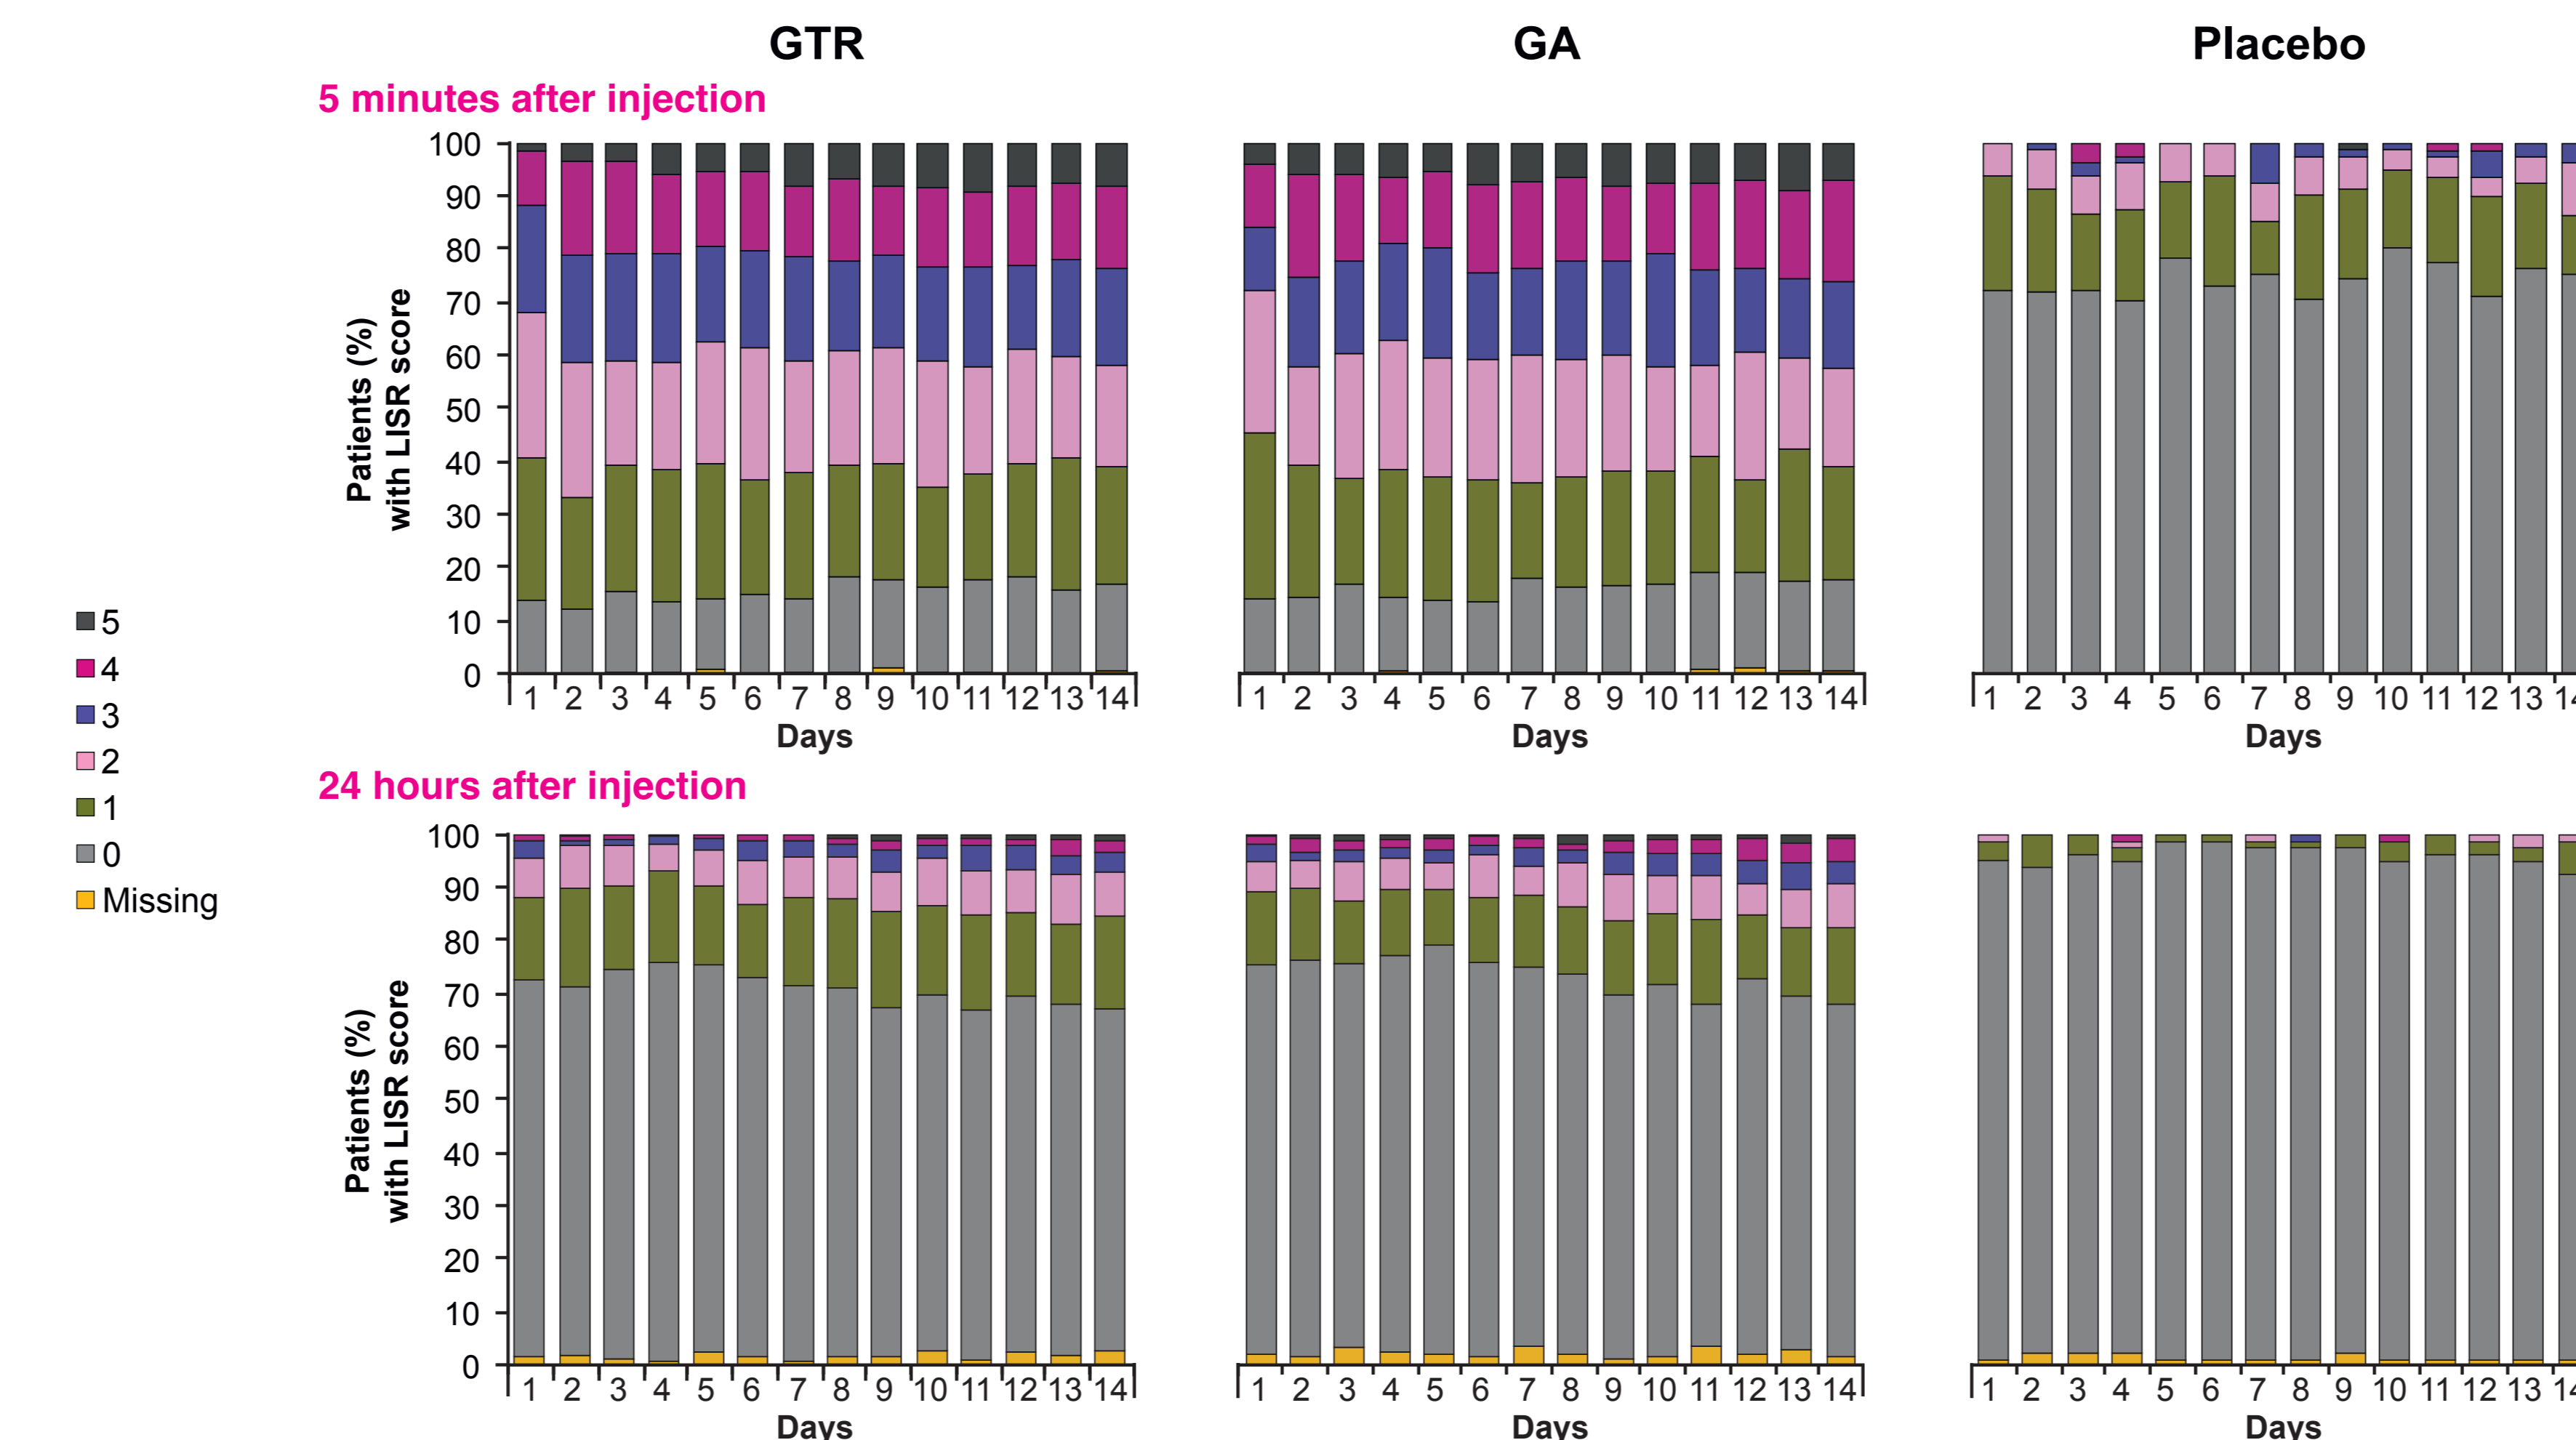 GTR GA Placebo
5 minutes after injection
Patients (%)
with LISR score
100
90
80
70
60
50
40
30
20
10
0
1 2 3 4 5 6 7 8 9 10 11 12 13 14
Days
1 2 3 4 5 6 7 8 9 10 11 12 13 14
Days
1 2 3 4 5 6 7 8 9 10 11 12 13 14
Days
5
4
3
2
1
0
Missing
24 hours after injection
Patients (%)
with LISR score
100
90
80
70
60
50
40
30
20
10
0
1 2 3 4 5 6 7 8 9 10 11 12 13 14
Days
1 2 3 4 5 6 7 8 9 10 11 12 13 14
Days
1 2 3 4 5 6 7 8 9 10 11 12 13 14
Days